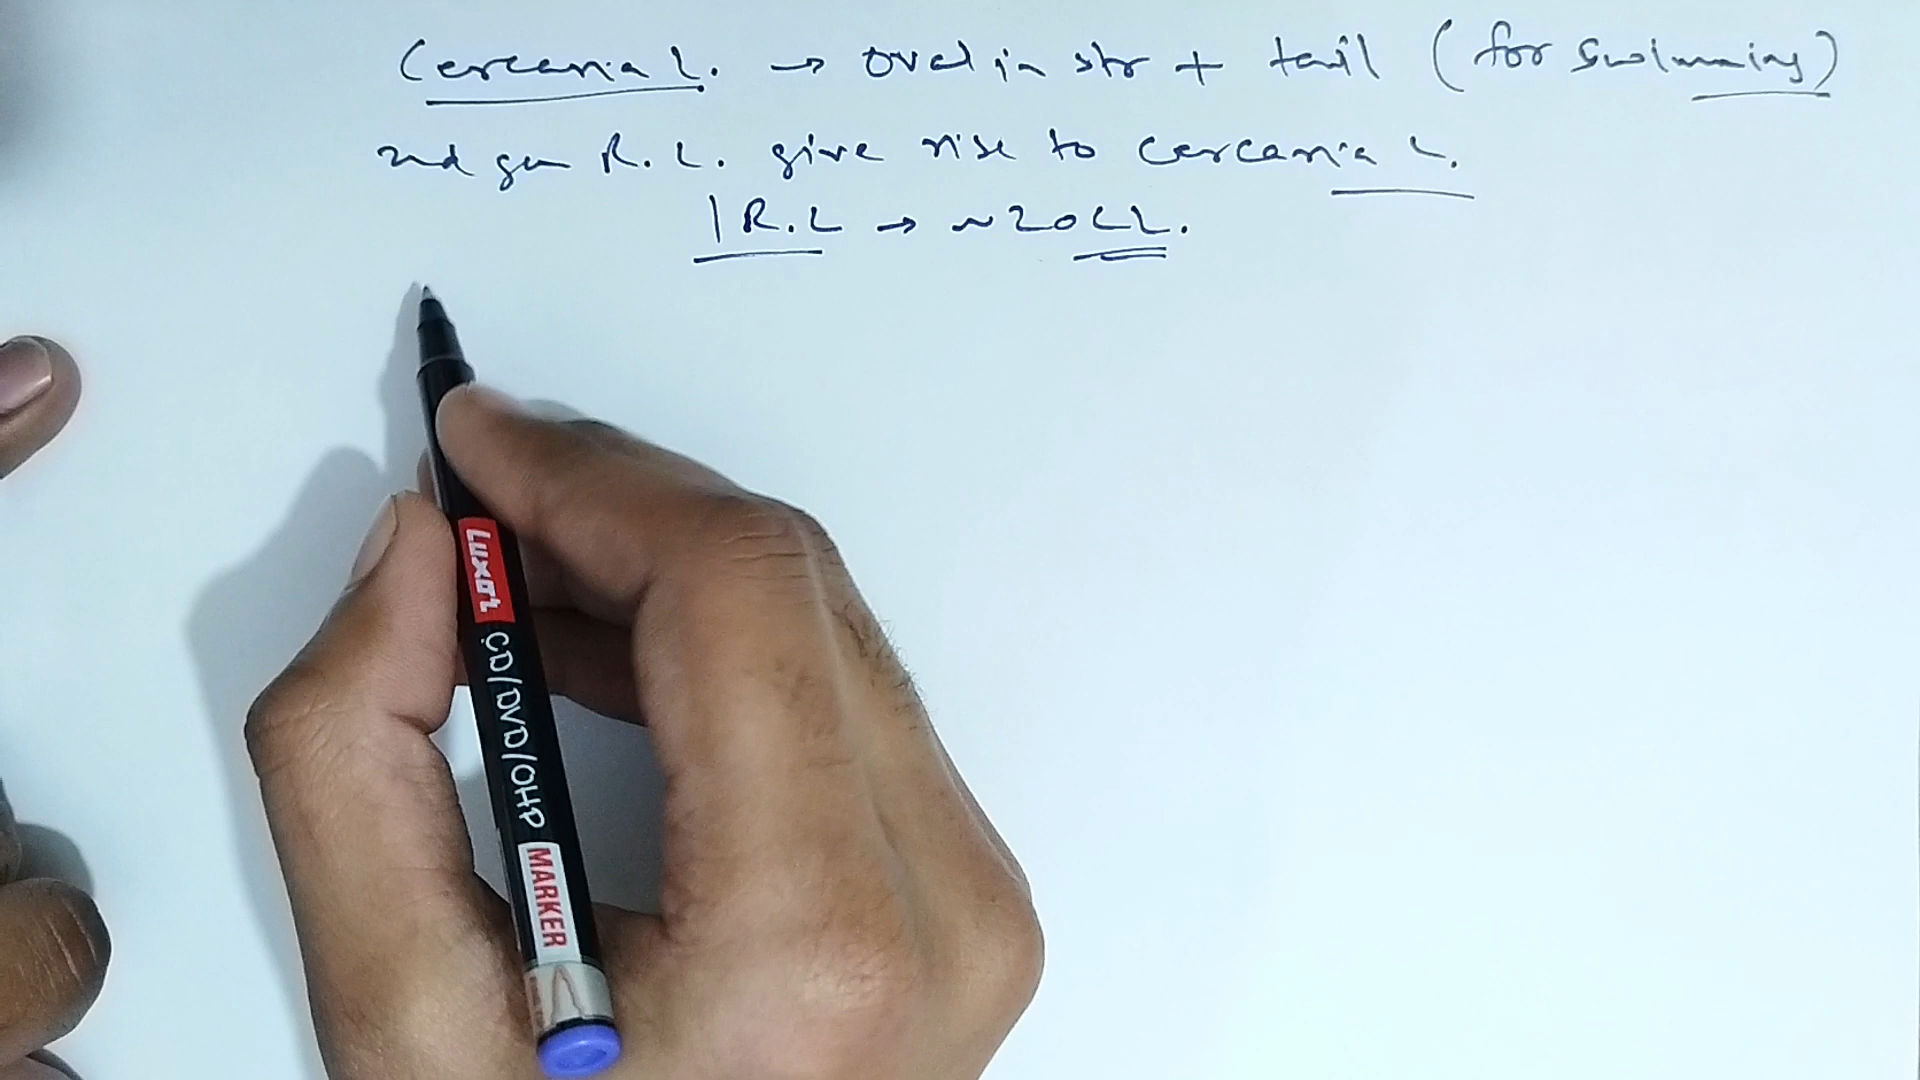 Cercaria L. → Oval in str + tail (for swimming)
2nd gen R.L. give rise to Cercaria L.
1 R.L → ~20 CL.
Luxor
CD/DVD/OHP
MARKER